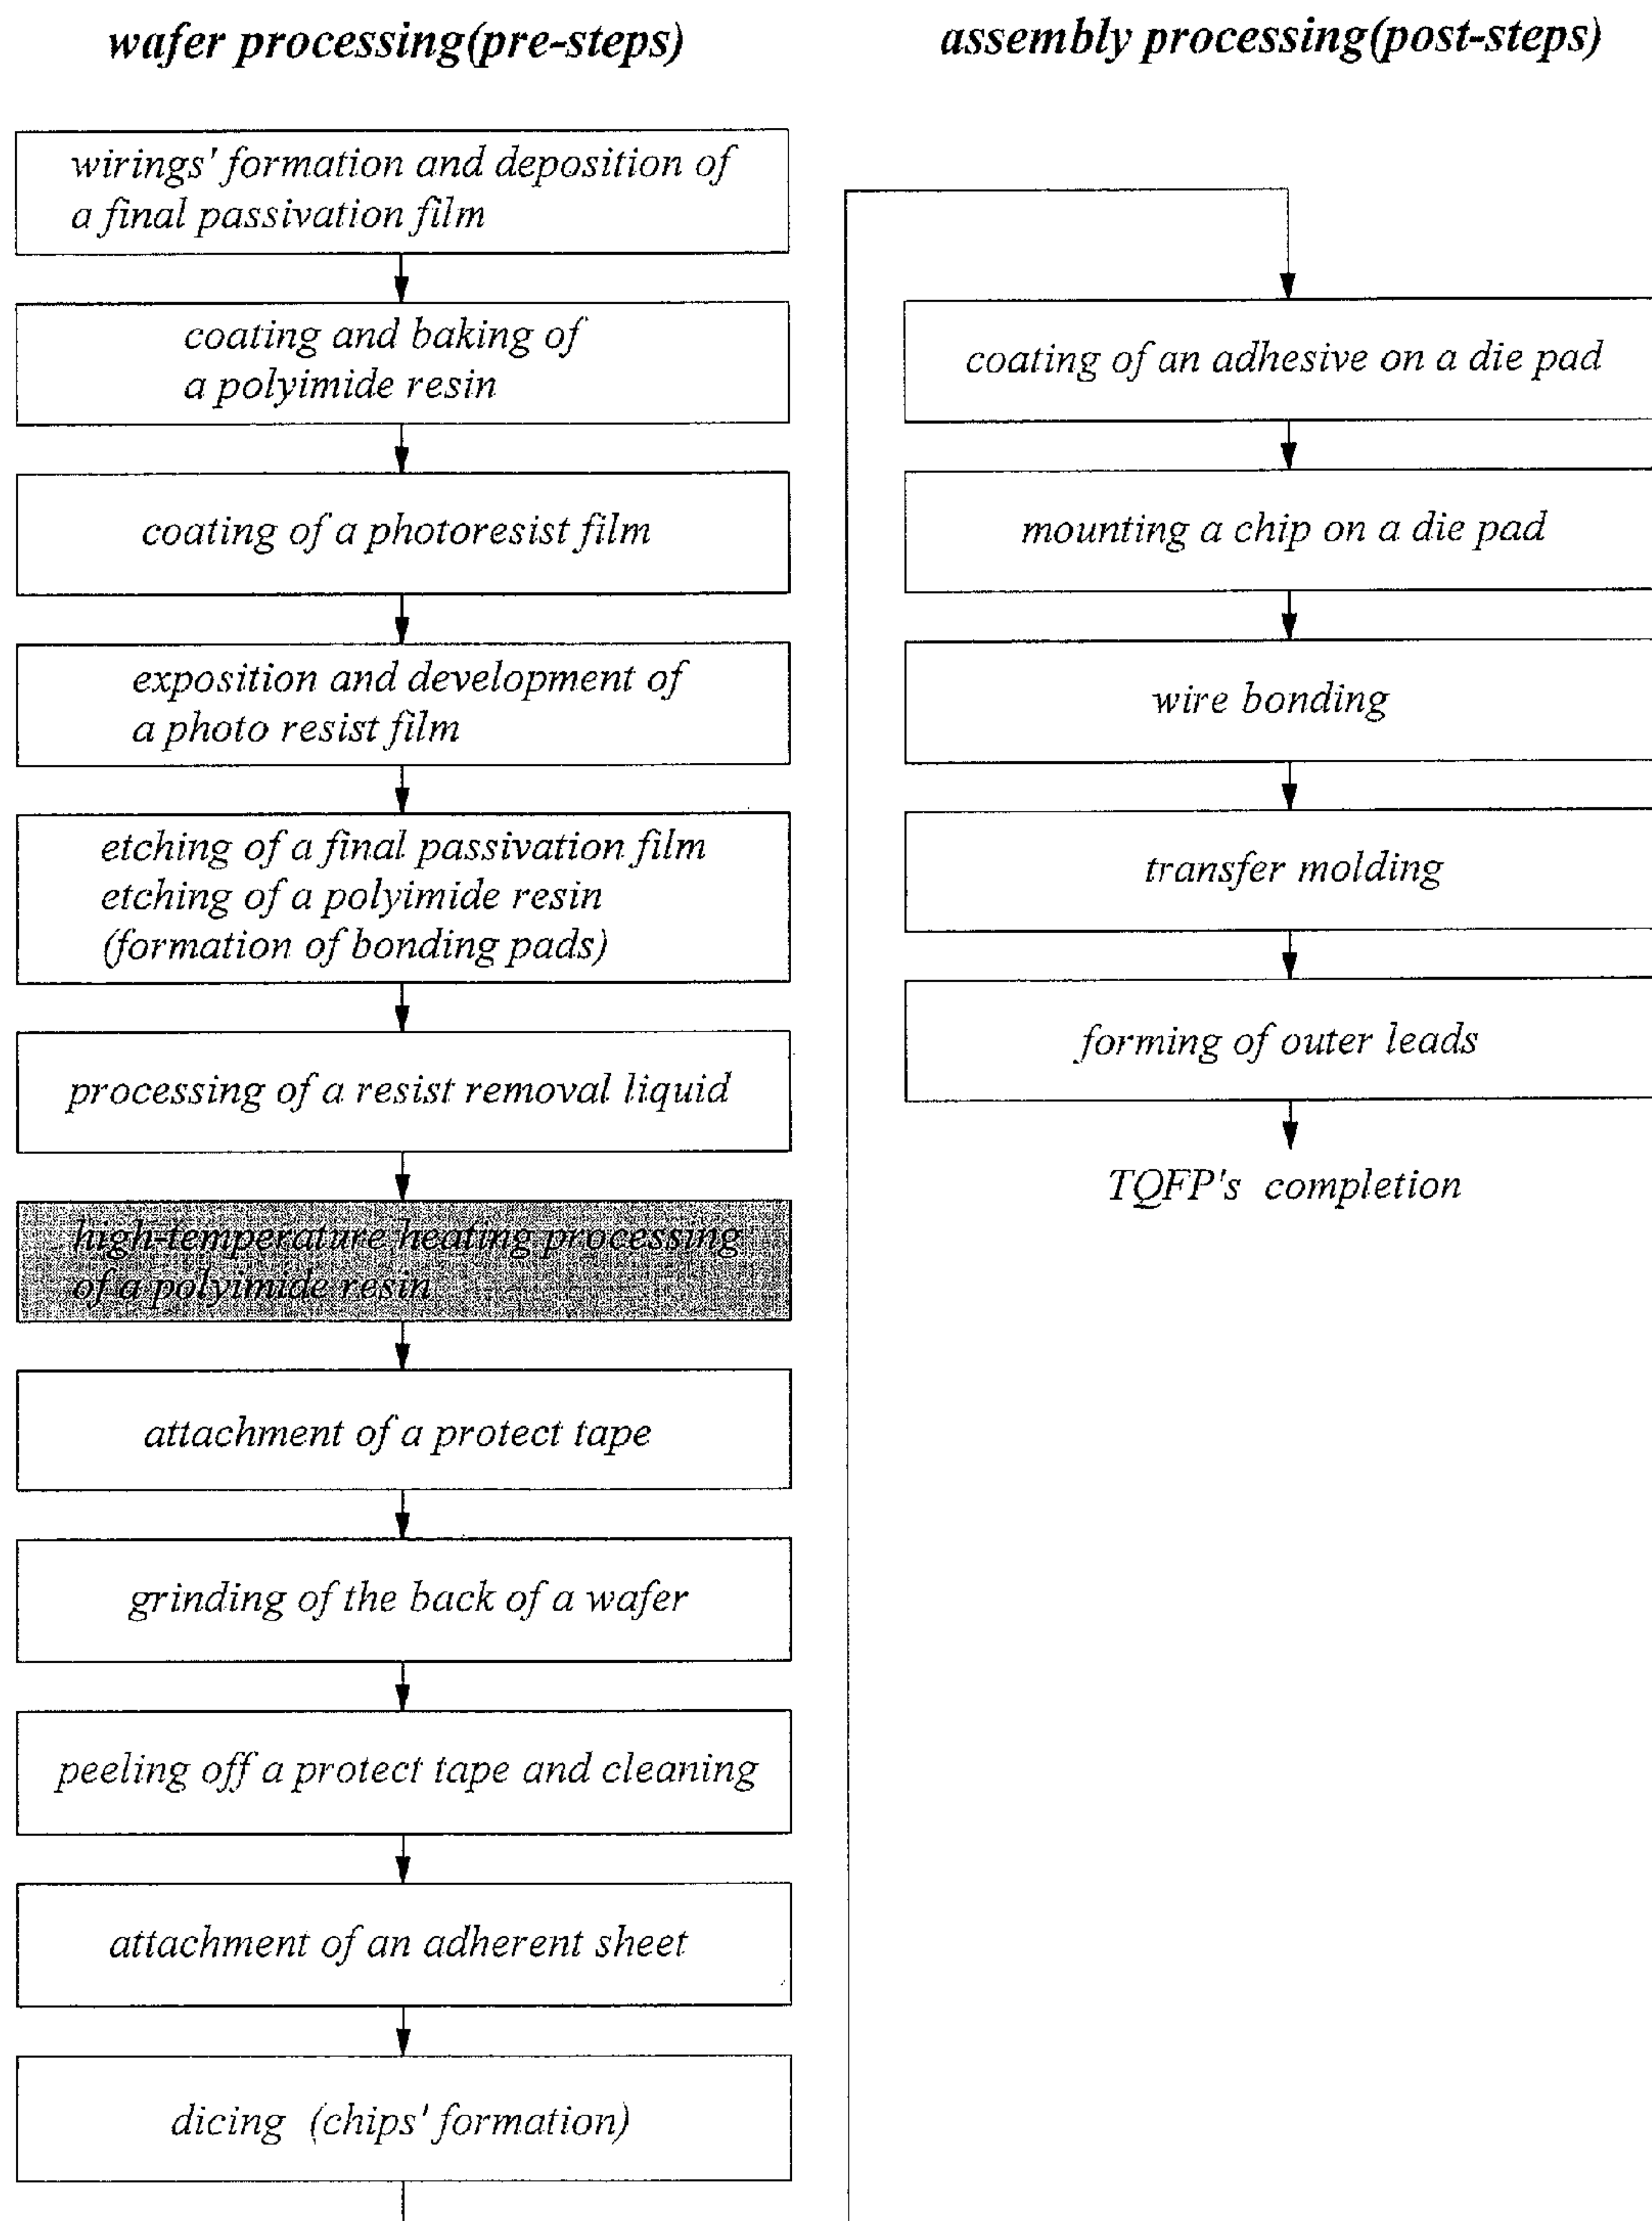 wafer processing(pre-steps)
wirings' formation and deposition of
a final passivation film
coating and baking of
a polyimide resin
coating of a photoresist film
exposition and development of
a photo resist film
etching of a final passivation film
etching of a polyimide resin
(formation of bonding pads)
processing of a resist removal liquid
high-temperature heating processing
of a polyimide resin
attachment of a protect tape
grinding of the back of a wafer
peeling off a protect tape and cleaning
attachment of an adherent sheet
dicing (chips' formation)
assembly processing(post-steps)
coating of an adhesive on a die pad
mounting a chip on a die pad
wire bonding
transfer molding
forming of outer leads
TQFP's completion